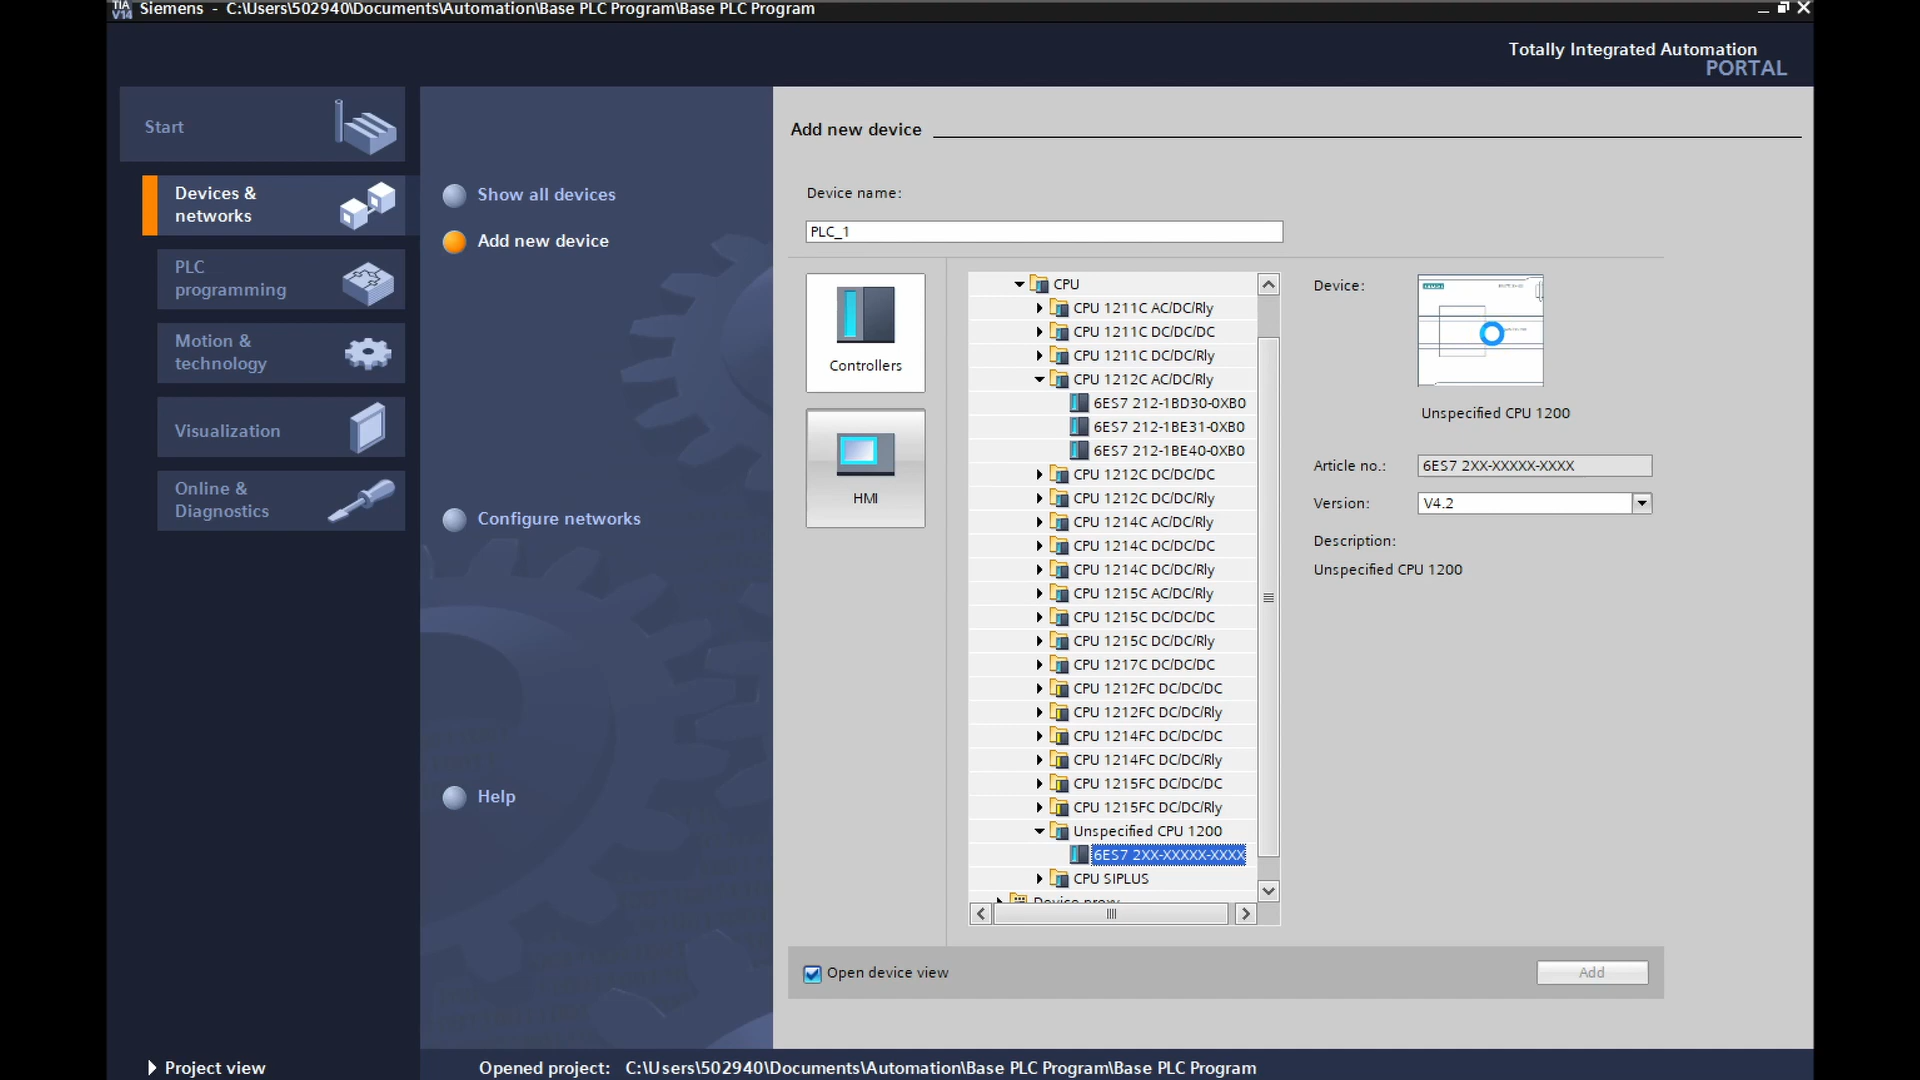 TIA
V14
Siemens - C:\Users\502940\Documents\Automation\Base PLC Program\Base PLC Program
Totally Integrated Automation
PORTAL
Start
Devices &
networks
PLC
programming
Motion &
technology
Visualization
Online &
Diagnostics
Show all devices
Add new device
Configure networks
Help
Add new device
Device name:
PLC_1
Controllers
HMI
CPU
CPU 1211C AC/DC/Rly
CPU 1211C DC/DC/DC
CPU 1211C DC/DC/Rly
CPU 1212C AC/DC/Rly
6ES7 212-1BD30-0XB0
6ES7 212-1BE31-0XB0
6ES7 212-1BE40-0XB0
CPU 1212C DC/DC/DC
CPU 1212C DC/DC/Rly
CPU 1214C AC/DC/Rly
CPU 1214C DC/DC/DC
CPU 1214C DC/DC/Rly
CPU 1215C AC/DC/Rly
CPU 1215C DC/DC/DC
CPU 1215C DC/DC/Rly
CPU 1217C DC/DC/DC
CPU 1212FC DC/DC/DC
CPU 1212FC DC/DC/Rly
CPU 1214FC DC/DC/DC
CPU 1214FC DC/DC/Rly
CPU 1215FC DC/DC/DC
CPU 1215FC DC/DC/Rly
Unspecified CPU 1200
6ES7 2XX-XXXXX-XXXX
CPU SIPLUS
Device proxy
Device:
Unspecified CPU 1200
Article no.:
6ES7 2XX-XXXXX-XXXX
Version:
V4.2
Description:
Unspecified CPU 1200
Open device view
Add
Project view
Opened project: C:\Users\502940\Documents\Automation\Base PLC Program\Base PLC Program